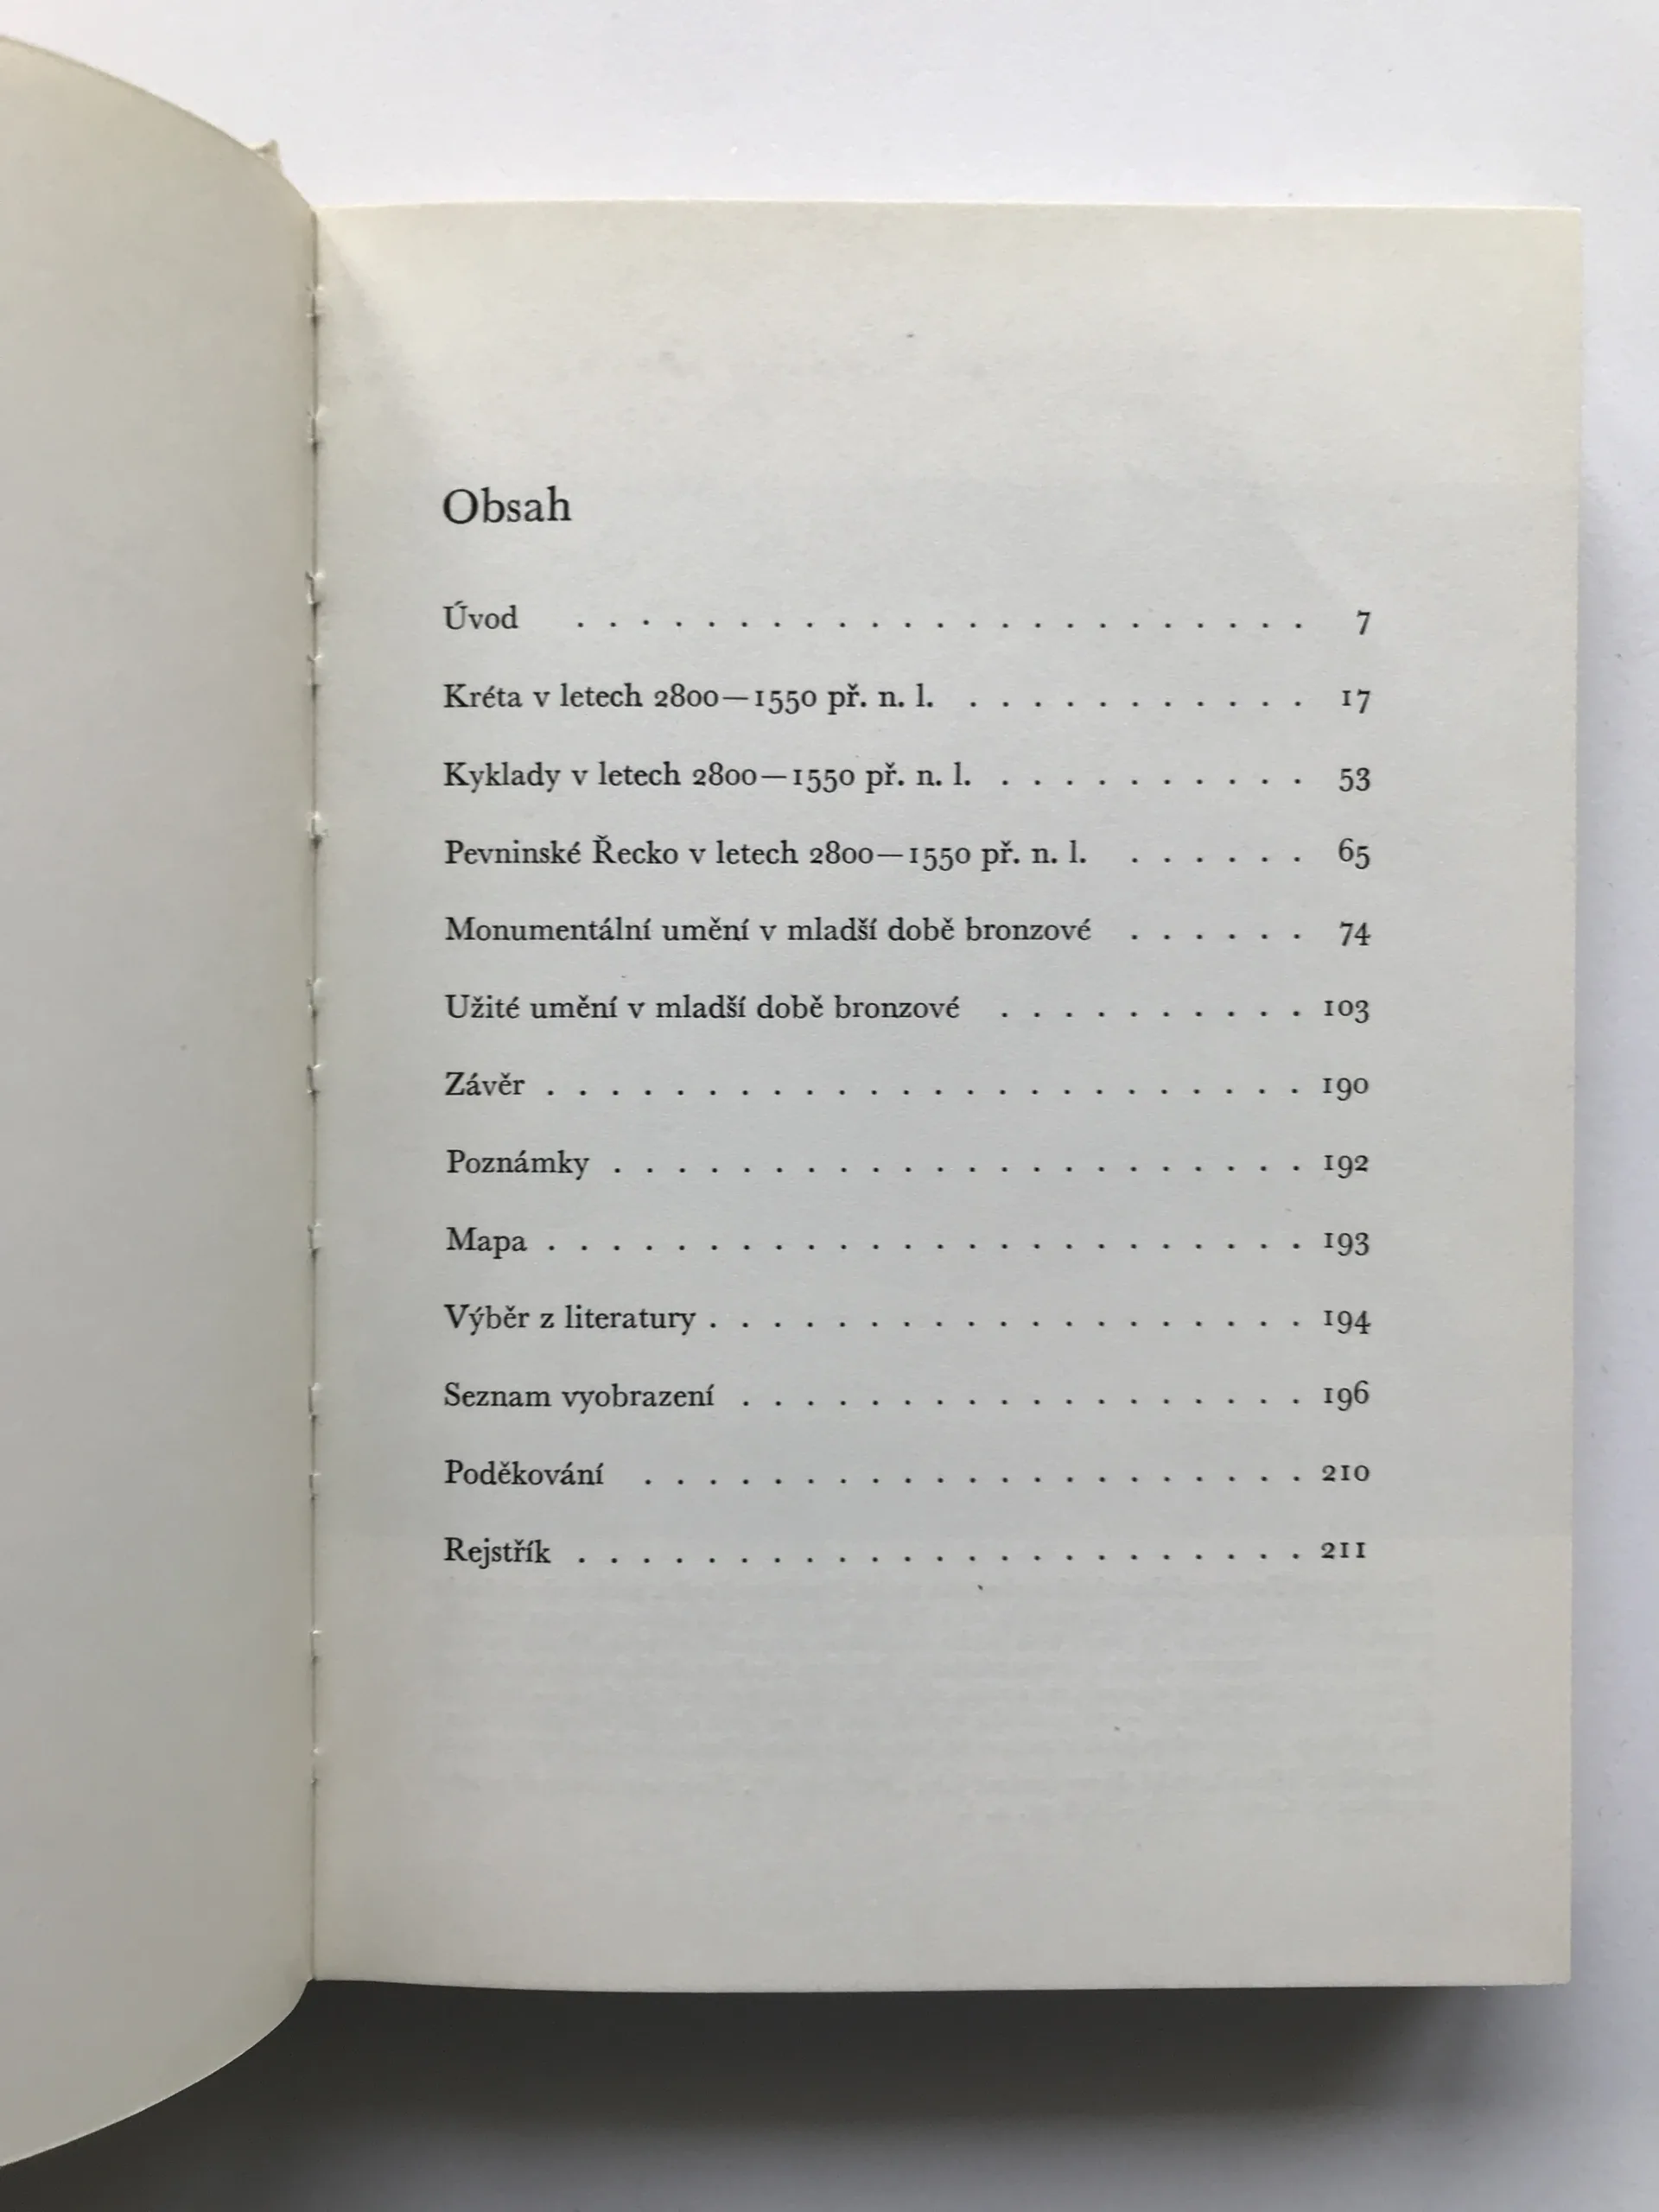 Obsah
Úvod . . . . . . . . . . . . . . . . . . . . . . . 7
Kréta v letech 2800—1550 př. n. l. . . . . . . . . . . . 17
Kyklady v letech 2800—1550 př. n. l. . . . . . . . . . . 53
Pevninské Řecko v letech 2800—1550 př. n. l. . . . . . . 65
Monumentální umění v mladší době bronzové . . . . . . 74
Užité umění v mladší době bronzové . . . . . . . . . . 103
Závěr . . . . . . . . . . . . . . . . . . . . . . . . 190
Poznámky . . . . . . . . . . . . . . . . . . . . . . 192
Mapa . . . . . . . . . . . . . . . . . . . . . . . . 193
Výběr z literatury . . . . . . . . . . . . . . . . . . . 194
Seznam vyobrazení . . . . . . . . . . . . . . . . . . 196
Poděkování . . . . . . . . . . . . . . . . . . . . . 210
Rejstřík . . . . . . . . . . . . . . . . . . . . . . . 211